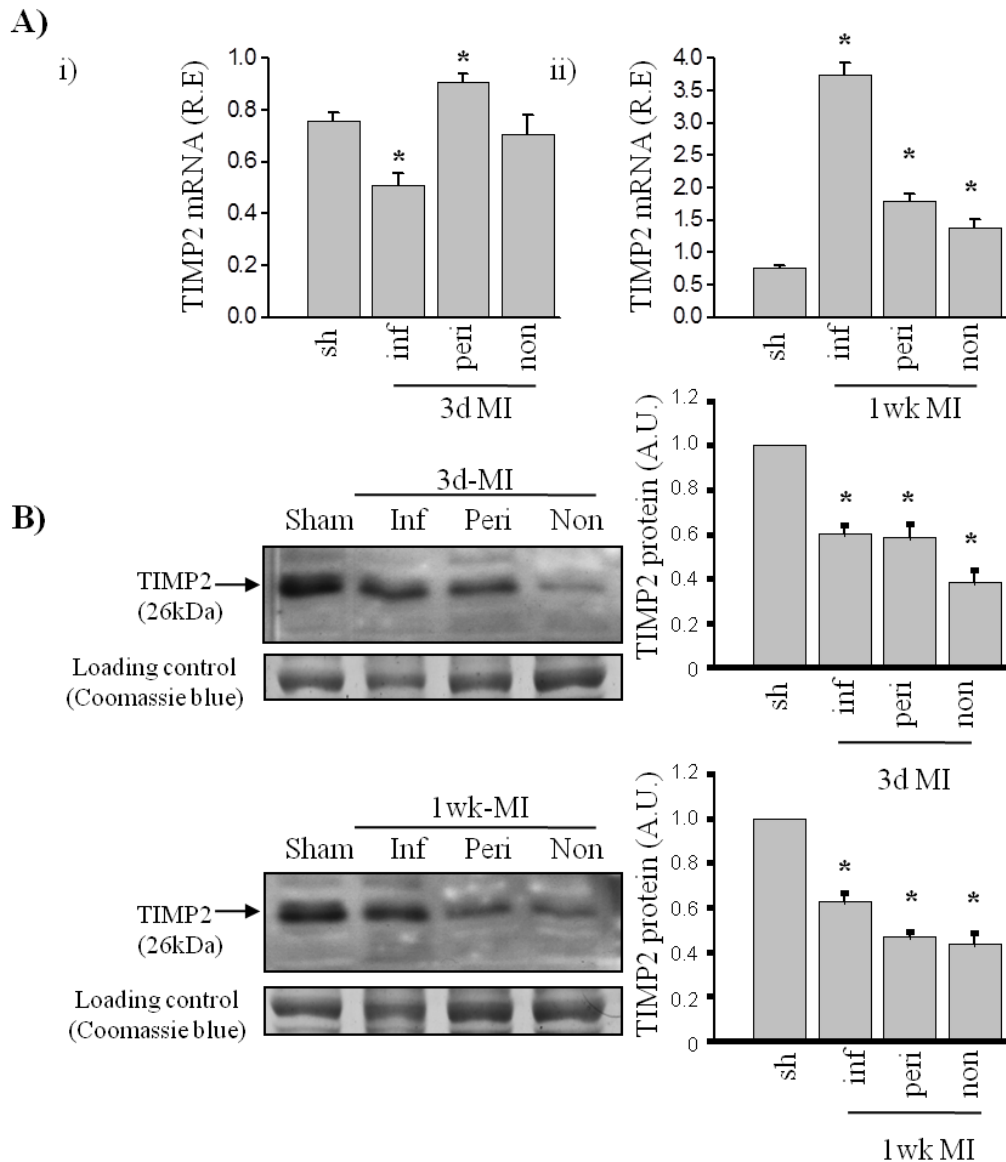 A)
i)
TIMP2 mRNA (R.E)
1.0
0.8
0.6
0.4
0.2
0.0
*
*
sh
inf
peri
non
3d MI
ii)
TIMP2 mRNA (R.E)
4.0
3.5
3.0
2.5
2.0
1.5
1.0
0.5
0.0
*
*
*
sh
inf
peri
non
1wk MI
B)
3d-MI
Sham Inf Peri Non
TIMP2
(26kDa)
Loading control
(Coomassie blue)
TIMP2 protein (A.U.)
1.2
1.0
0.8
0.6
0.4
0.2
0
*
*
*
sh
inf
peri
non
3d MI
1wk-MI
Sham Inf Peri Non
TIMP2
(26kDa)
Loading control
(Coomassie blue)
TIMP2 protein (A.U.)
1.2
1.0
0.8
0.6
0.4
0.2
0
*
*
*
sh
inf
peri
non
1wk MI